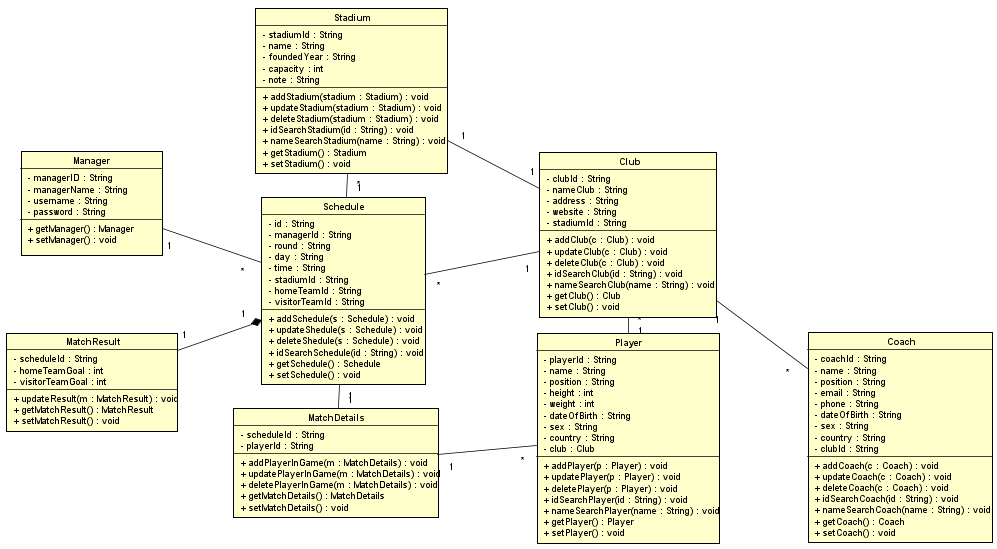 Stadium
- stadiumId : String
- name : String
- foundedYear : String
- capacity : int
- note : String
+ addStadium(stadium : Stadium) : void
+ updateStadium(stadium : Stadium) : void
+ deleteStadium(stadium : Stadium) : void
+ idSearchStadium(id : String) : void
+ nameSearchStadium(name : String) : void
+ getStadium() : Stadium
+ setStadium() : void
1
1
*
1
Manager
- managerID : String
- managerName : String
- username : String
- password : String
+ getManager() : Manager
+ setManager() : void
1
*
Schedule
- id : String
- managerId : String
- round : String
- day : String
- time : String
- stadiumId : String
- homeTeamId : String
- visitorTeamId : String
+ addSchedule(s : Schedule) : void
+ updateShedule(s : Schedule) : void
+ deleteShedule(s : Schedule) : void
+ idSearchSchedule(id : String) : void
+ getSchedule() : Schedule
+ setSchedule() : void
*
1
1
1
Club
- clubId : String
- nameClub : String
- address : String
- website : String
- stadiumId : String
+ addClub(c : Club) : void
+ updateClub(c : Club) : void
+ deleteClub(c : Club) : void
+ idSearchClub(id : String) : void
+ nameSearchClub(name : String) : void
+ getClub() : Club
+ setClub() : void
*
1
1
*
MatchResult
- scheduleId : String
- homeTeamGoal : int
- visitorTeamGoal : int
+ updateResult(m : MatchResult) : void
+ getMatchResult() : MatchResult
+ setMatchResult() : void
1
1
MatchDetails
- scheduleId : String
- playerId : String
+ addPlayerInGame(m : MatchDetails) : void
+ updatePlayerInGame(m : MatchDetails) : void
+ deletePlayerInGame(m : MatchDetails) : void
+ getMatchDetails() : MatchDetails
+ setMatchDetails() : void
1
*
Player
- playerId : String
- name : String
- position : String
- height : int
- weight : int
- dateOfBirth : String
- sex : String
- country : String
- club : Club
+ addPlayer(p : Player) : void
+ updatePlayer(p : Player) : void
+ deletePlayer(p : Player) : void
+ idSearchPlayer(id : String) : void
+ nameSearchPlayer(name : String) : void
+ getPlayer() : Player
+ setPlayer() : void
Coach
- coachId : String
- name : String
- position : String
- email : String
- phone : String
- dateOfBirth : String
- sex : String
- country : String
- clubId : String
+ addCoach(c : Coach) : void
+ updateCoach(c : Coach) : void
+ deleteCoach(c : Coach) : void
+ idSearchCoach(id : String) : void
+ nameSearchCoach(name : String) : void
+ getCoach() : Coach
+ setCoach() : void